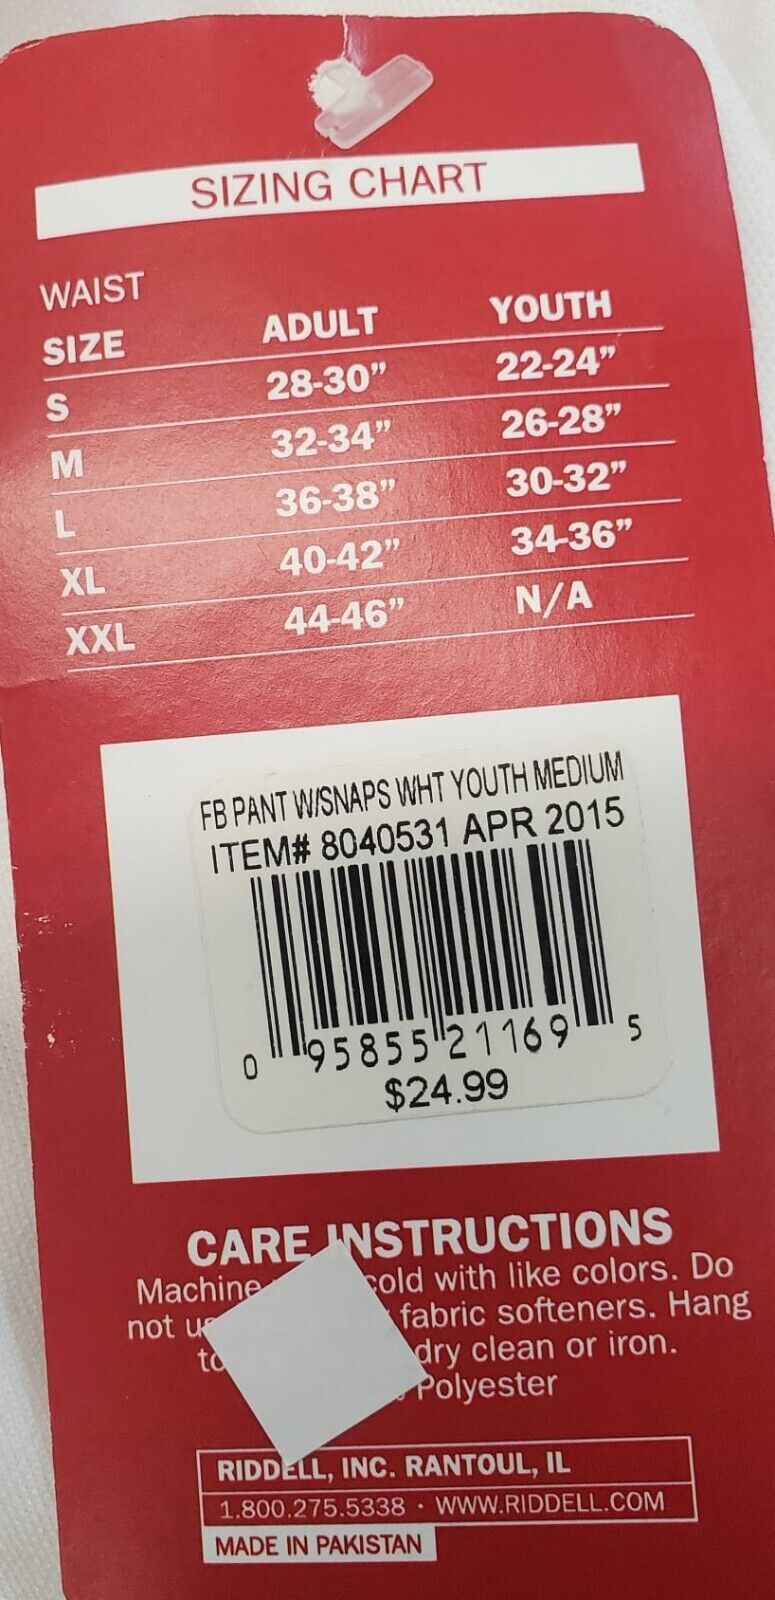 SIZING CHART
WAIST
SIZE ADULT YOUTH
S 28-30” 22-24”
M 32-34” 26-28”
L 36-38” 30-32”
XL 40-42” 34-36”
XXL 44-46” N/A
FB PANT W/SNAPS WHT YOUTH MEDIUM
ITEM# 8040531 APR 2015
0 95855 21169 5
$24.99
CARE INSTRUCTIONS
Machine cold with like colors. Do
not fabric softeners. Hang
dry clean or iron.
Polyester
RIDDELL, INC. RANTOUL, IL
1.800.275.5338 · WWW.RIDDELL.COM
MADE IN PAKISTAN